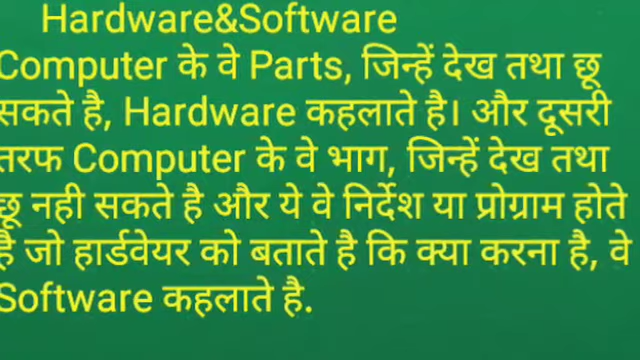 Hardware&Software
Computer के वे Parts, जिन्हें देख तथा छू
सकते है, Hardware कहलाते है। और दूसरी
तरफ Computer के वे भाग, जिन्हें देख तथा
छू नही सकते है और ये वे निर्देश या प्रोग्राम होते
है जो हार्डवेयर को बताते है कि क्या करना है, वे
Software कहलाते है.